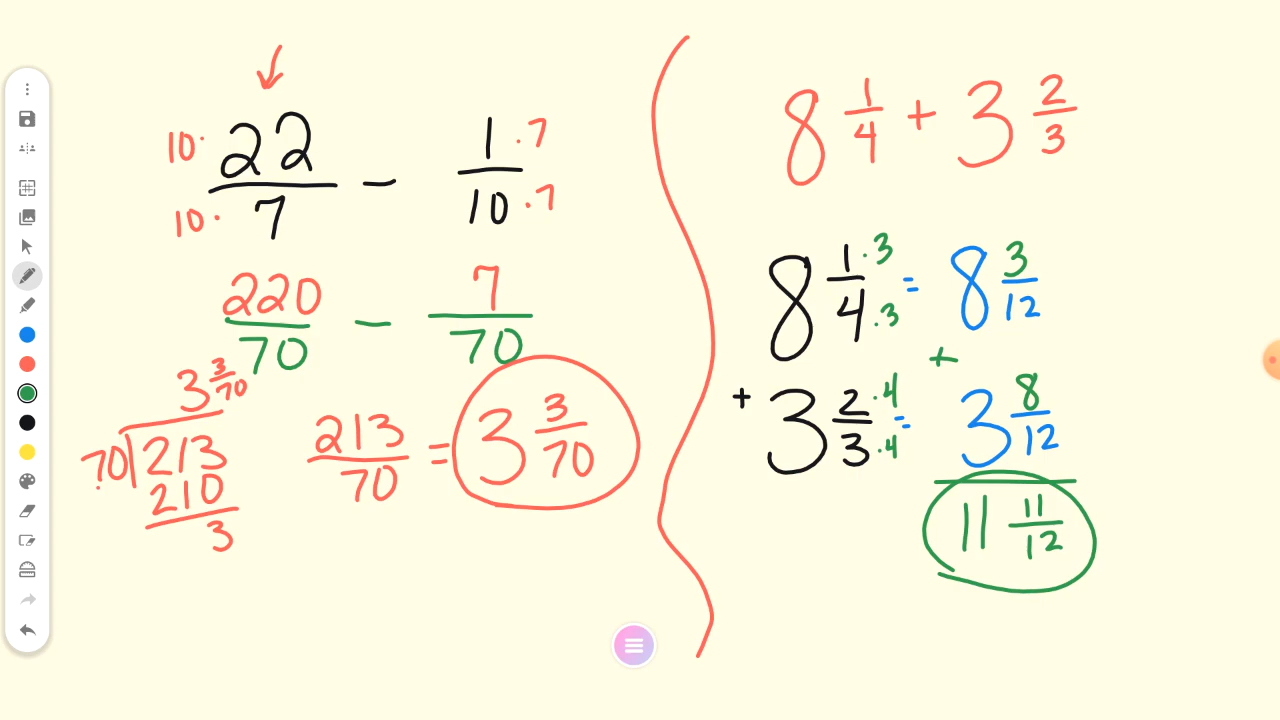 10· 22/7 10· − 1/10 ·7 ·7
220/70 − 7/70
3 3/70
70)213
210
3
213/70 = 3 3/70
8 1/4 + 3 2/3
8 1/4 ·3 ·3 = 8 3/12
+
+ 3 2/3 ·4 ·4 = 3 8/12
11 11/12